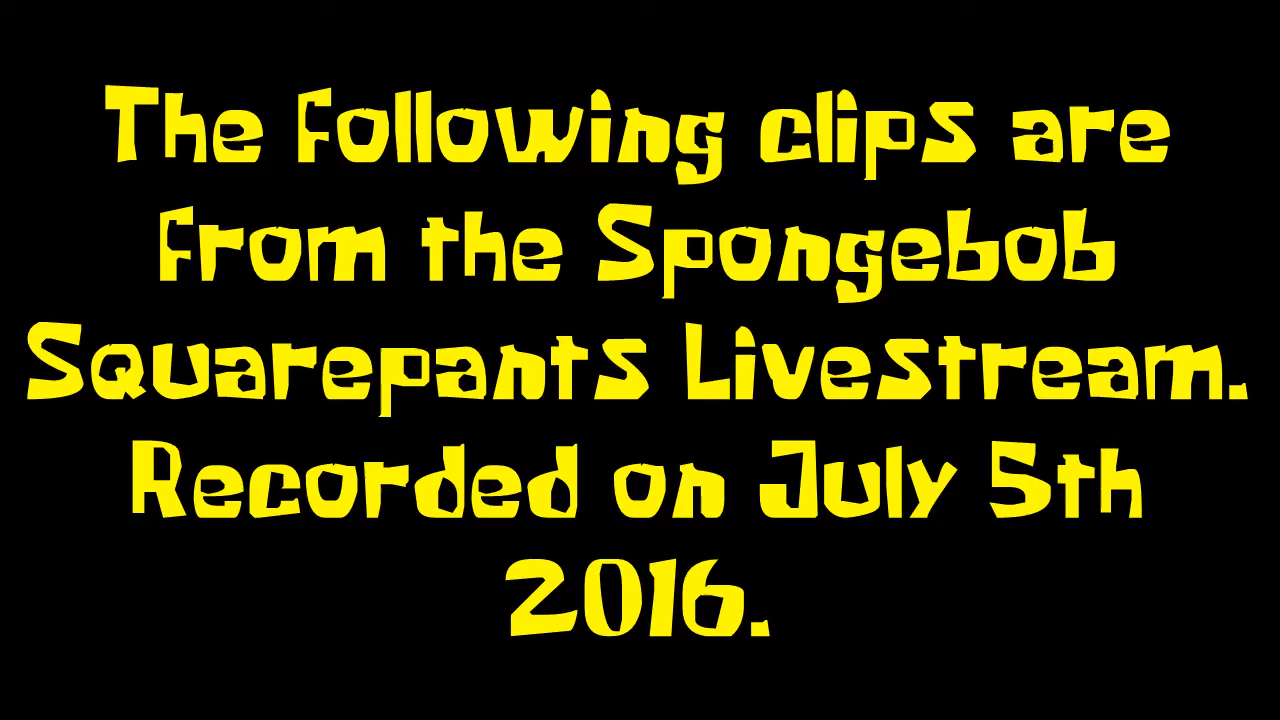 The Following clips are
from the Spongebob
Squarepants Livestream.
Recorded on July 5th
2016.